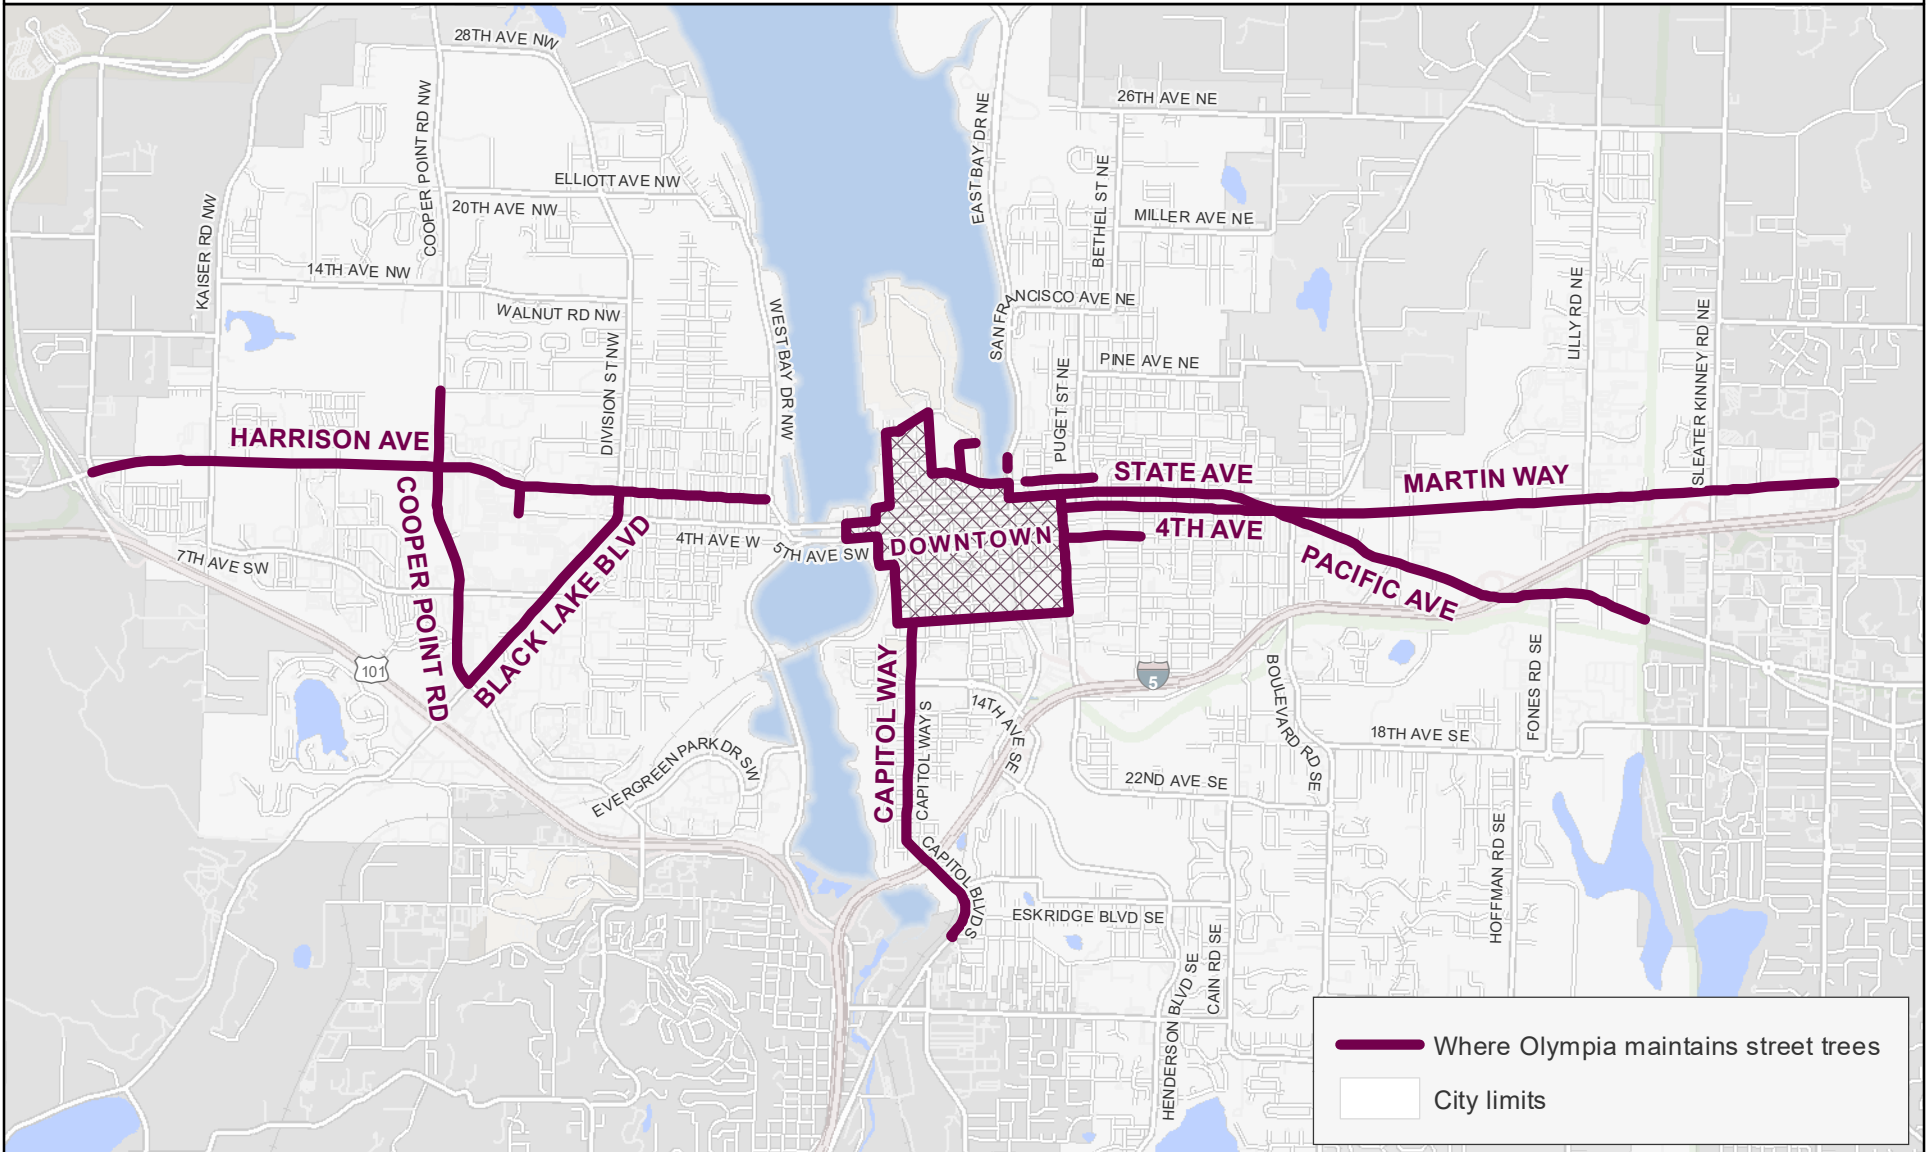 28TH AVE NW
26TH AVE NE
COOPER POINT RD NW
EAST BAY DR NE
ELLIOTT AVE NW
20TH AVE NW
BETHEL ST NE
MILLER AVE NE
KAISER RD NW
14TH AVE NW
WALNUT RD NW
WEST BAY DR NW
SAN FRANCISCO AVE NE
LILLY RD NE
SLEATER KINNEY RD NE
DIVISION ST NW
PUGET ST NE
PINE AVE NE
HARRISON AVE
STATE AVE
MARTIN WAY
COOPER POINT RD
BLACK LAKE BLVD
4TH AVE W
5TH AVE SW
DOWNTOWN
4TH AVE
PACIFIC AVE
7TH AVE SW
101
5
CAPITOL WAY
CAPITOL WAY S
14TH AVE SE
BOULEVARD RD SE
FONES RD SE
18TH AVE SE
EVERGREEN PARK DR SW
22ND AVE SE
CAPITOL BLVD S
HOFFMAN RD SE
ESKRIDGE BLVD SE
CAIN RD SE
HENDERSON BLVD SE
Where Olympia maintains street trees
City limits